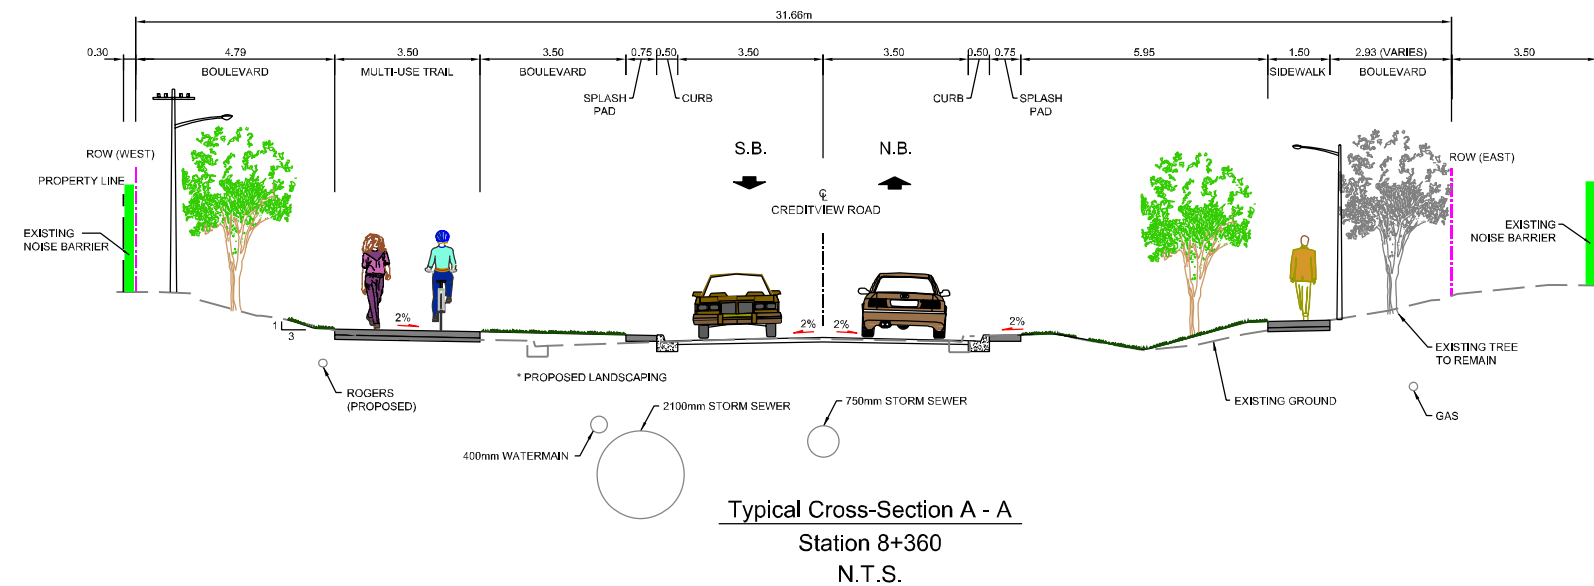 31.66m
0.30
4.79
3.50
3.50
0.75
0.50
3.50
3.50
0.50
0.75
5.95
1.50
2.93 (VARIES)
3.50
BOULEVARD
MULTI-USE TRAIL
BOULEVARD
SIDEWALK
BOULEVARD
SPLASH
PAD
CURB
CURB
SPLASH
PAD
ROW (WEST)
S.B.
N.B.
ROW (EAST)
PROPERTY LINE
℄
CREDITVIEW ROAD
EXISTING
NOISE BARRIER
EXISTING
NOISE BARRIER
1
3
2%
2%
2%
2%
EXISTING TREE
TO REMAIN
* PROPOSED LANDSCAPING
ROGERS
(PROPOSED)
2100mm STORM SEWER
750mm STORM SEWER
EXISTING GROUND
GAS
400mm WATERMAIN
Typical Cross-Section A - A
Station 8+360
N.T.S.